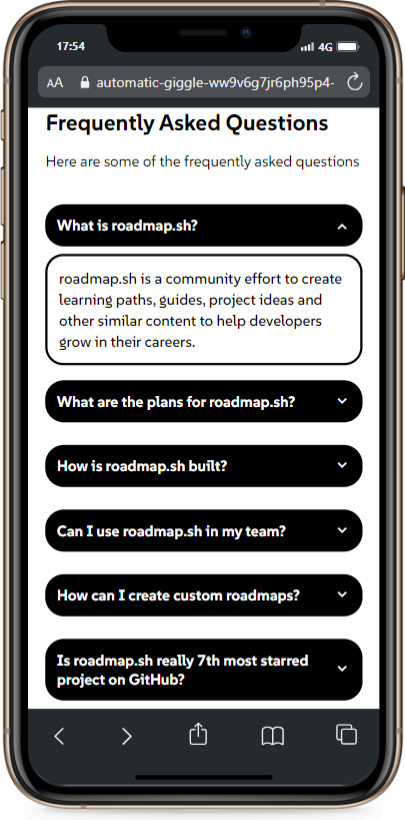 17:54
4G
AA automatic-giggle-ww9v6g7jr6ph95p4-
Frequently Asked Questions
Here are some of the frequently asked questions
What is roadmap.sh?
roadmap.sh is a community effort to create
learning paths, guides, project ideas and
other similar content to help developers
grow in their careers.
What are the plans for roadmap.sh?
How is roadmap.sh built?
Can I use roadmap.sh in my team?
How can I create custom roadmaps?
Is roadmap.sh really 7th most starred
project on GitHub?